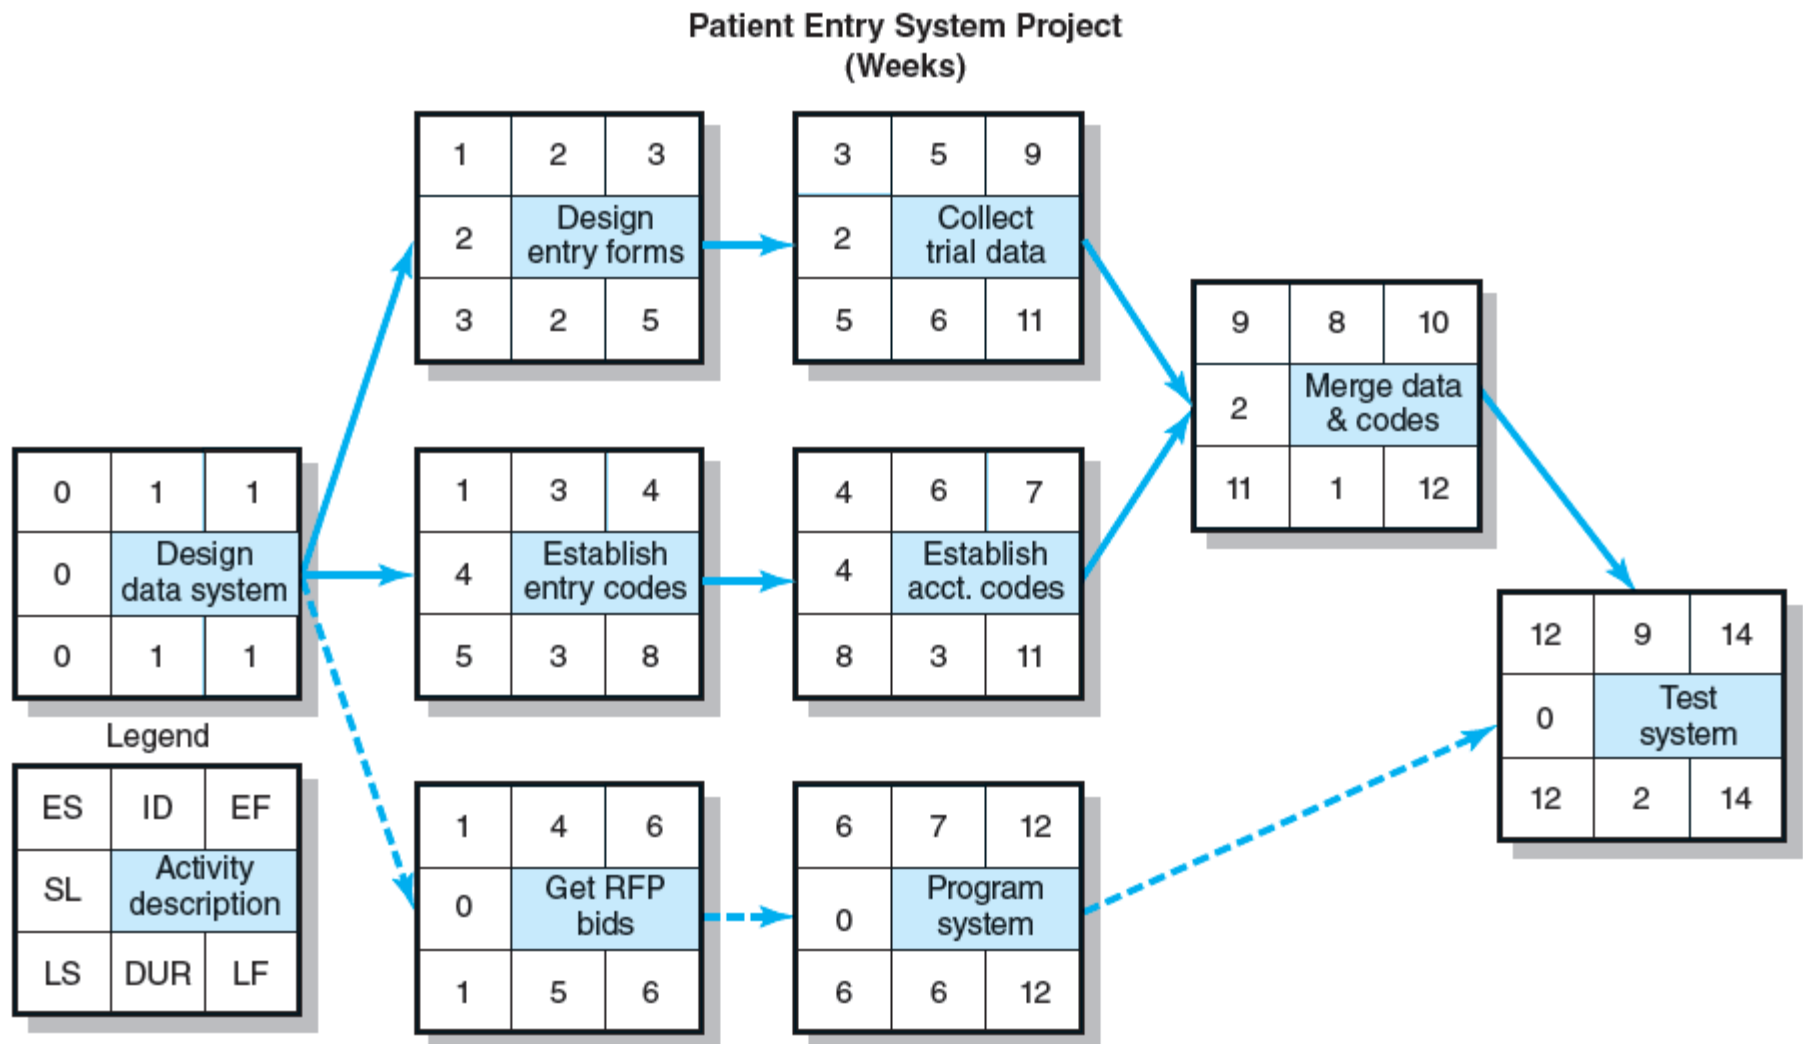 Patient Entry System Project
(Weeks)
1 2 3
2 Design
entry forms
3 2 5
3 5 9
2 Collect
trial data
5 6 11
9 8 10
2 Merge data
& codes
11 1 12
0 1 1
0 Design
data system
0 1 1
1 3 4
4 Establish
entry codes
5 3 8
4 6 7
4 Establish
acct. codes
8 3 11
12 9 14
0 Test
system
12 2 14
Legend
ES ID EF
SL Activity
description
LS DUR LF
1 4 6
0 Get RFP
bids
1 5 6
6 7 12
0 Program
system
6 6 12